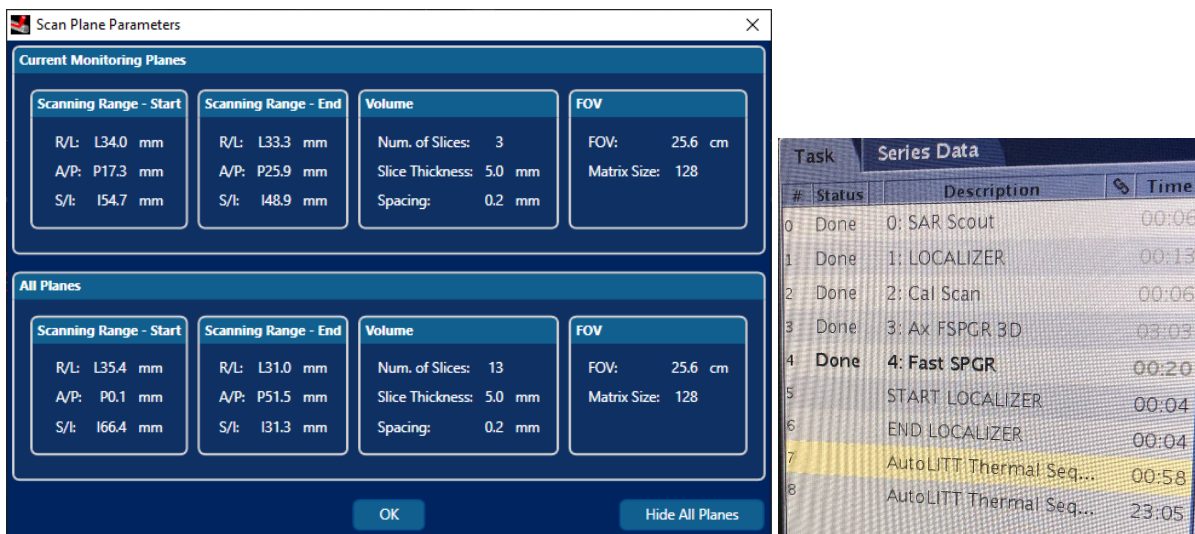 Scan Plane Parameters
Current Monitoring Planes
Scanning Range - Start
R/L: L34.0 mm
A/P: P17.3 mm
S/I: I54.7 mm
Scanning Range - End
R/L: L33.3 mm
A/P: P25.9 mm
S/I: I48.9 mm
Volume
Num. of Slices: 3
Slice Thickness: 5.0 mm
Spacing: 0.2 mm
FOV
FOV: 25.6 cm
Matrix Size: 128
All Planes
Scanning Range - Start
R/L: L35.4 mm
A/P: P0.1 mm
S/I: I66.4 mm
Scanning Range - End
R/L: L31.0 mm
A/P: P51.5 mm
S/I: I31.3 mm
Volume
Num. of Slices: 13
Slice Thickness: 5.0 mm
Spacing: 0.2 mm
FOV
FOV: 25.6 cm
Matrix Size: 128
OK
Hide All Planes
Task Series Data
# Status Description Time
0 Done 0: SAR Scout 00:06
1 Done 1: LOCALIZER 00:13
2 Done 2: Cal Scan 00:06
3 Done 3: Ax FSPGR 3D 03:03
4 Done 4: Fast SPGR 00:20
5 START LOCALIZER 00:04
6 END LOCALIZER 00:04
7 AutoLITT Thermal Seq... 00:58
8 AutoLITT Thermal Seq... 23:05